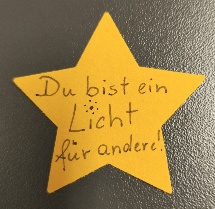 Du bist ein
Licht
für andere!